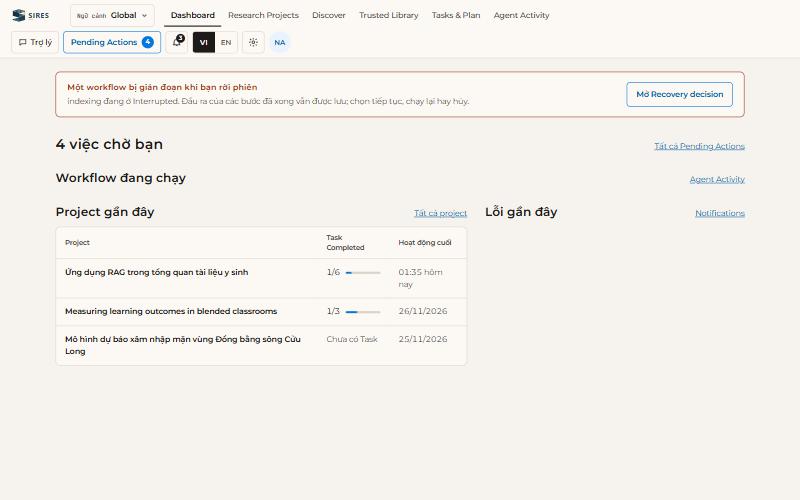 SIRES
Ngữ cảnh Global
Dashboard
Research Projects
Discover
Trusted Library
Tasks & Plan
Agent Activity
Trợ lý
Pending Actions 4
3
VI EN
NA
Một workflow bị gián đoạn khi bạn rời phiên
indexing đang ở Interrupted. Đầu ra của các bước đã xong vẫn được lưu; chọn tiếp tục, chạy lại hay hủy.
Mở Recovery decision
4 việc chờ bạn
Tất cả Pending Actions
Workflow đang chạy
Agent Activity
Project gần đây
Tất cả project
Lỗi gần đây
Notifications
Project
Task
Completed
Hoạt động cuối
Ứng dụng RAG trong tổng quan tài liệu y sinh
1/6
01:35 hôm
nay
Measuring learning outcomes in blended classrooms
1/3
26/11/2026
Mô hình dự báo xâm nhập mặn vùng Đồng bằng sông Cửu
Long
Chưa có Task
25/11/2026